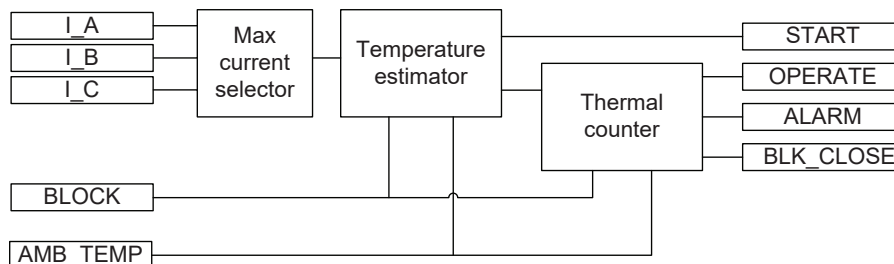 I_A
I_B
I_C
Max
current
selector
Temperature
estimator
Thermal
counter
START
OPERATE
ALARM
BLK_CLOSE
BLOCK
AMB_TEMP